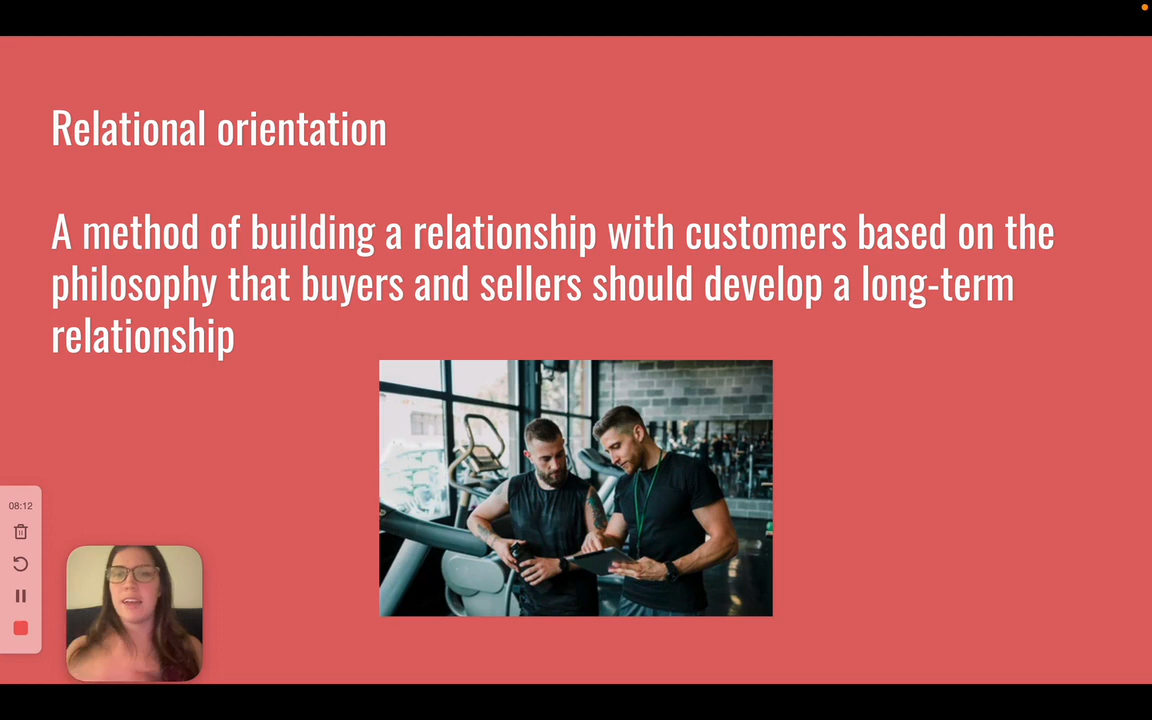 Relational orientation
A method of building a relationship with customers based on the
philosophy that buyers and sellers should develop a long-term
relationship
08:12